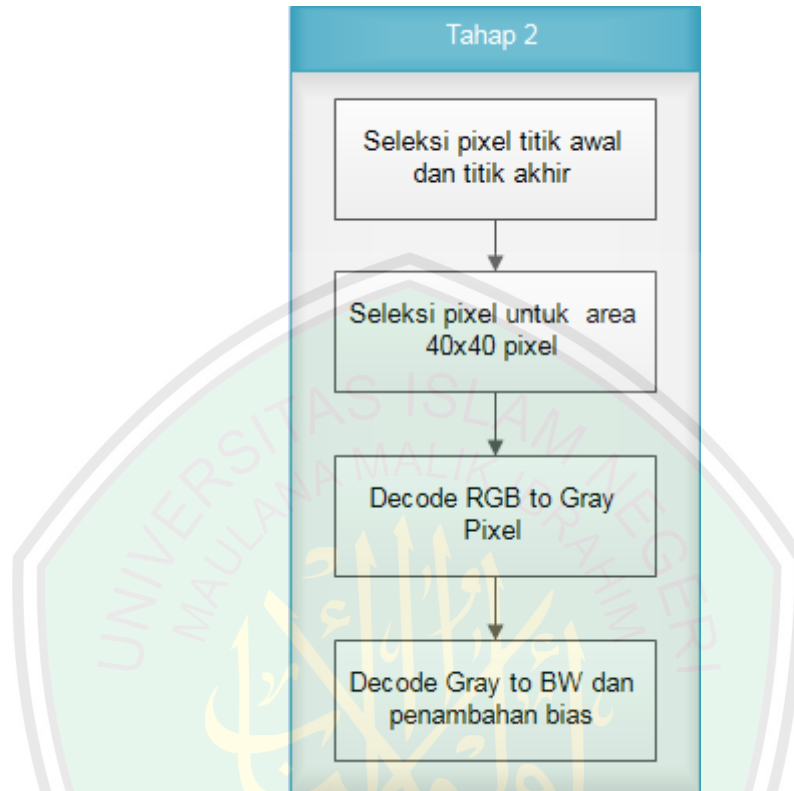 Tahap 2
Seleksi pixel titik awal
dan titik akhir
Seleksi pixel untuk area
40x40 pixel
Decode RGB to Gray
Pixel
Decode Gray to BW dan
penambahan bias
UNIVERSITAS ISLAM NEGERI
MAULANA MALIK IBRAHIM